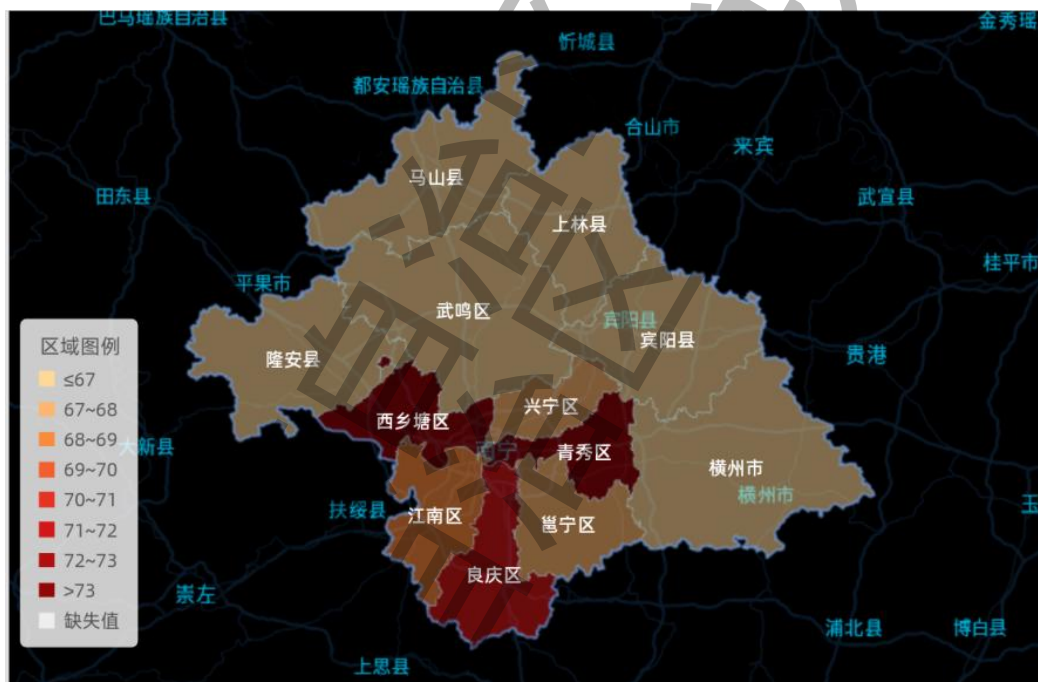 巴马瑶族自治县
金秀瑶
忻城县
都安瑶族自治县
合山市
来宾
马山县
田东县
武宣县
上林县
桂平市
平果市
武鸣区
宾阳县
宾阳县
贵港
隆安县
区域图例
≤67
67~68
68~69
69~70
70~71
71~72
72~73
>73
缺失值
兴宁区
西乡塘区
大新县
南宁
青秀区
横州市
横州市
扶绥县
江南区
邕宁区
玉
良庆区
崇左
浦北县
博白县
上思县